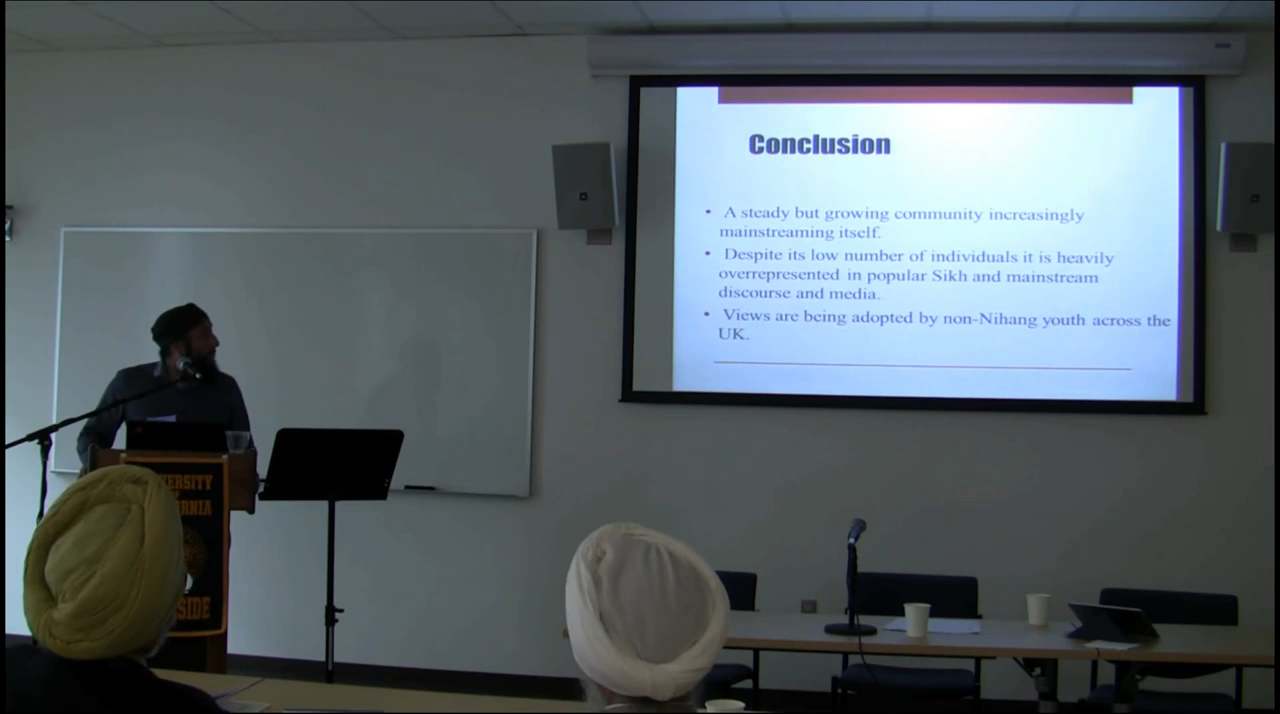 Conclusion
• A steady but growing community increasingly
mainstreaming itself.
• Despite its low number of individuals it is heavily
overrepresented in popular Sikh and mainstream
discourse and media.
• Views are being adopted by non-Nihang youth across the
UK.
VERSITY
RNIA
SIDE